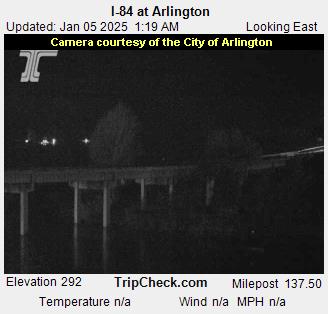 I-84 at Arlington
Updated: Jan 05 2025 1:19 AM Looking East
Camera courtesy of the City of Arlington
Elevation 292 TripCheck.com Milepost 137.50
Temperature n/a Wind n/a MPH n/a